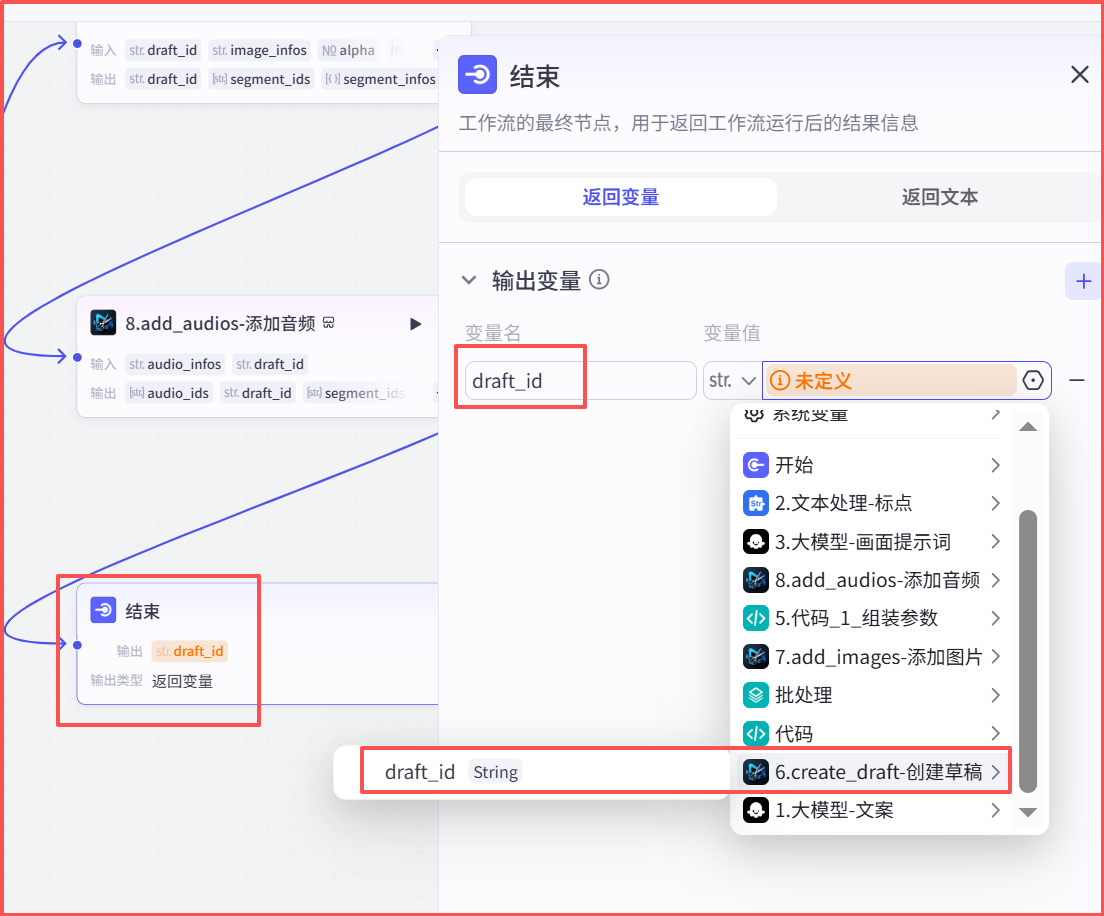 输入 str. draft_id str. image_infos № alpha
输出 str. draft_id [str] segment_ids [{}] segment_infos
结束
工作流的最终节点，用于返回工作流运行后的结果信息
返回变量 返回文本
输出变量
变量名 变量值
draft_id str. 未定义
8.add_audios-添加音频
输入 str. audio_infos str. draft_id
输出 [str] audio_ids str. draft_id [str] segment_ids
系统变量
开始
2.文本处理-标点
3.大模型-画面提示词
8.add_audios-添加音频
5.代码_1_组装参数
7.add_images-添加图片
批处理
代码
6.create_draft-创建草稿
1.大模型-文案
draft_id String
结束
输出 str. draft_id
输出类型 返回变量